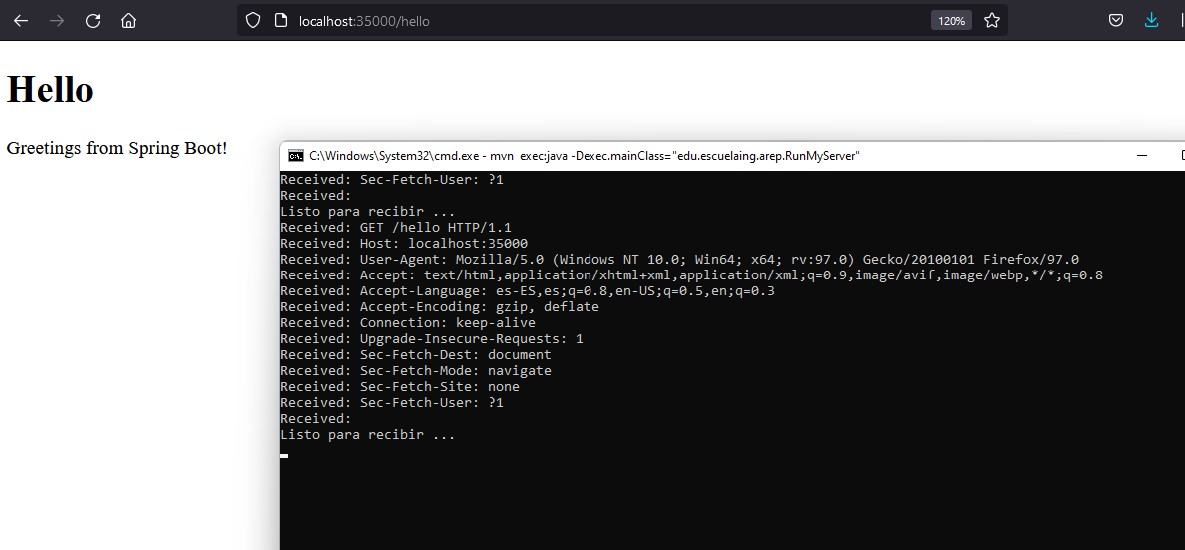 localhost:35000/hello
120%
Hello
Greetings from Spring Boot!
C:\Windows\System32\cmd.exe - mvn  exec:java -Dexec.mainClass="edu.escuelaing.arep.RunMyServer"
Received: Sec-Fetch-User: ?1
Received:
Listo para recibir ...
Received: GET /hello HTTP/1.1
Received: Host: localhost:35000
Received: User-Agent: Mozilla/5.0 (Windows NT 10.0; Win64; x64; rv:97.0) Gecko/20100101 Firefox/97.0
Received: Accept: text/html,application/xhtml+xml,application/xml;q=0.9,image/avif,image/webp,*/*;q=0.8
Received: Accept-Language: es-ES,es;q=0.8,en-US;q=0.5,en;q=0.3
Received: Accept-Encoding: gzip, deflate
Received: Connection: keep-alive
Received: Upgrade-Insecure-Requests: 1
Received: Sec-Fetch-Dest: document
Received: Sec-Fetch-Mode: navigate
Received: Sec-Fetch-Site: none
Received: Sec-Fetch-User: ?1
Received:
Listo para recibir ...